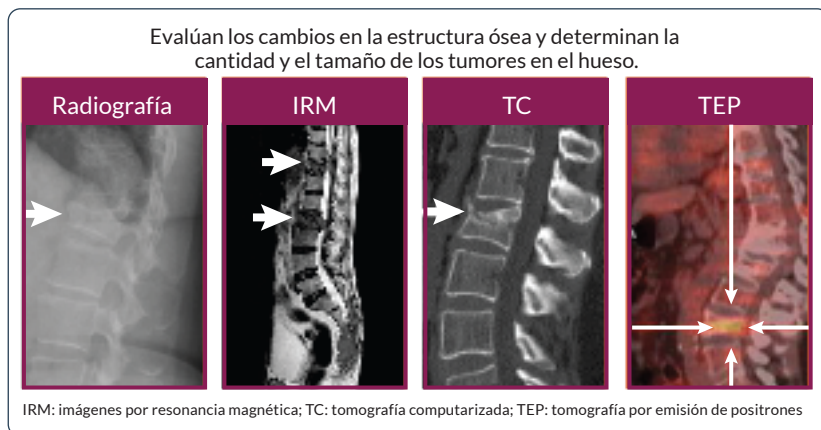 Evalúan los cambios en la estructura ósea y determinan la
cantidad y el tamaño de los tumores en el hueso.
Radiografía
IRM
TC
TEP
IRM: imágenes por resonancia magnética; TC: tomografía computarizada; TEP: tomografía por emisión de positrones